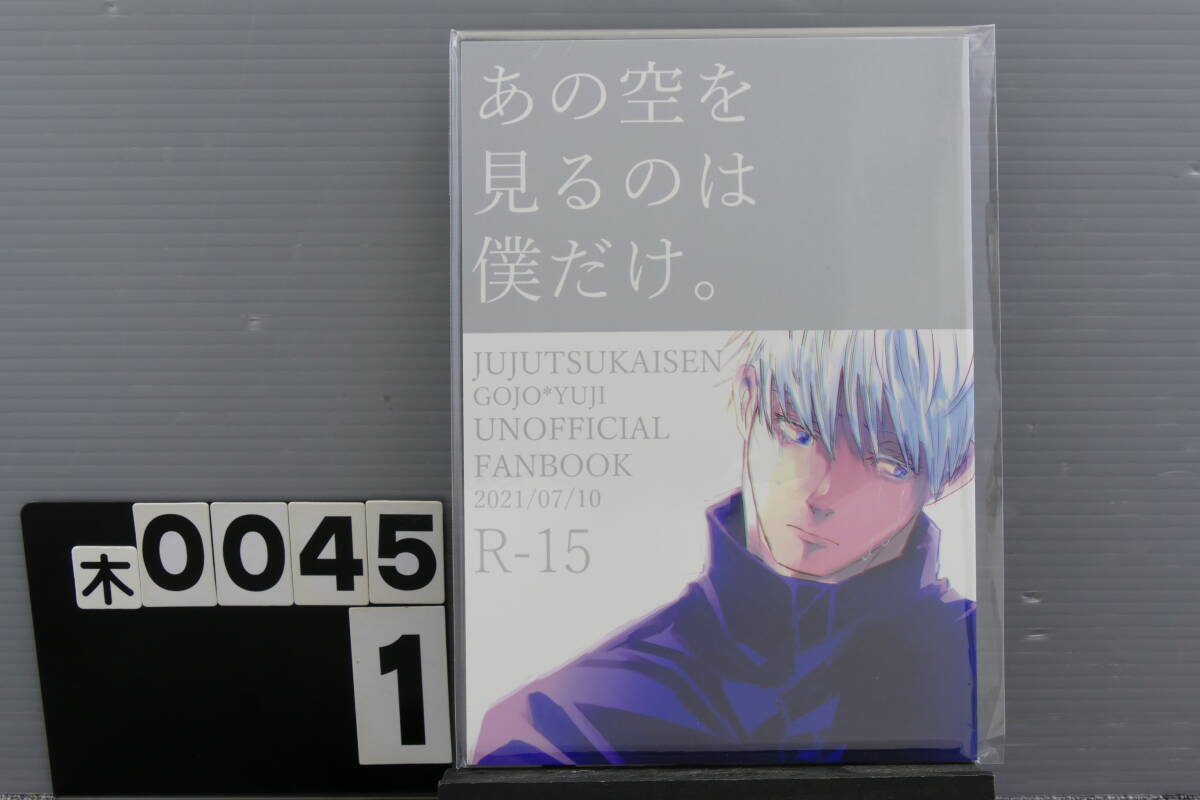 あの空を
見るのは
僕だけ。
JUJUTSUKAISEN
GOJO*YUJI
UNOFFICIAL
FANBOOK
2021/07/10
R-15
木0045
1